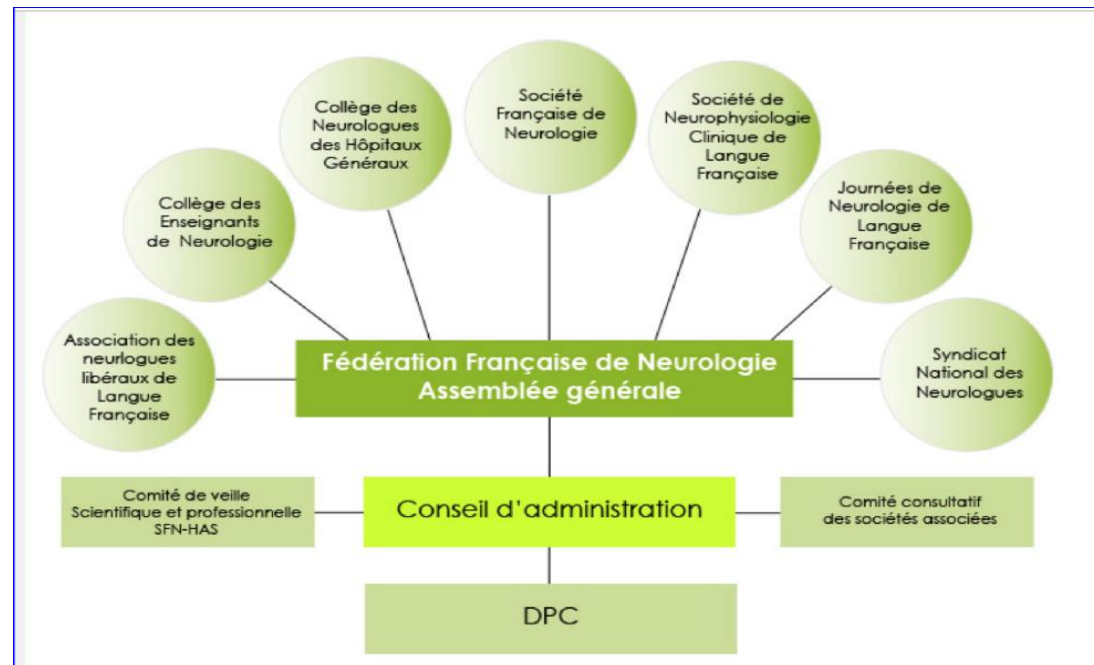 Société
Française de
Neurologie
Collège des
Neurologues
des Hôpitaux
Généraux
Société de
Neurophysiologie
Clinique de
Langue
Française
Collège des
Enseignants
de Neurologie
Journées de
Neurologie de
Langue
Française
Association des
neurlogues
libéraux de
Langue
Française
Fédération Française de Neurologie
Assemblée générale
Syndicat
National des
Neurologues
Comité de veille
Scientifique et professionnelle
SFN-HAS
Conseil d'administration
Comité consultatif
des sociétés associées
DPC